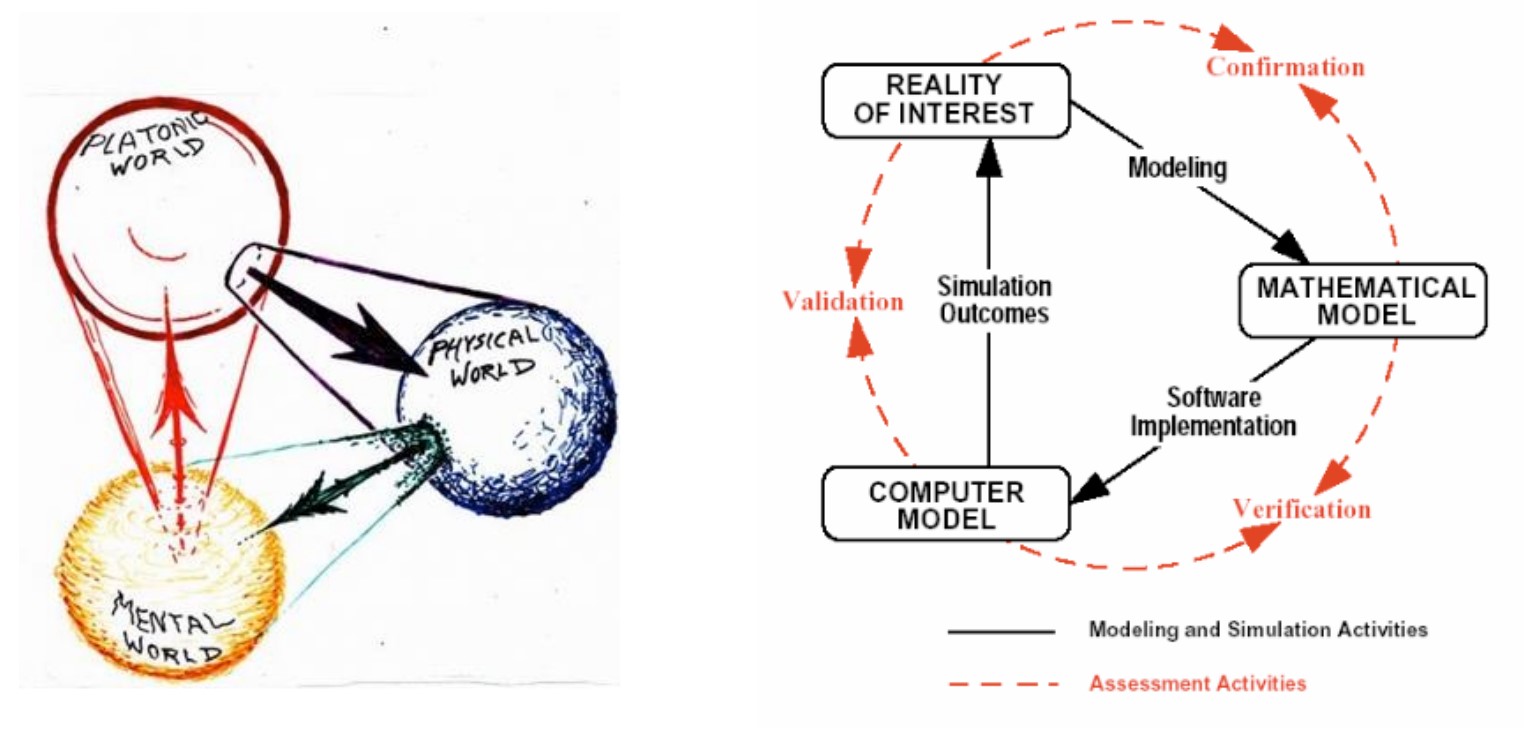 PLATONIC
WORLD
PHYSICAL
WORLD
MENTAL
WORLD
REALITY
OF INTEREST
Confirmation
Modeling
Validation
Simulation
Outcomes
MATHEMATICAL
MODEL
Software
Implementation
COMPUTER
MODEL
Verification
Modeling and Simulation Activities
Assessment Activities